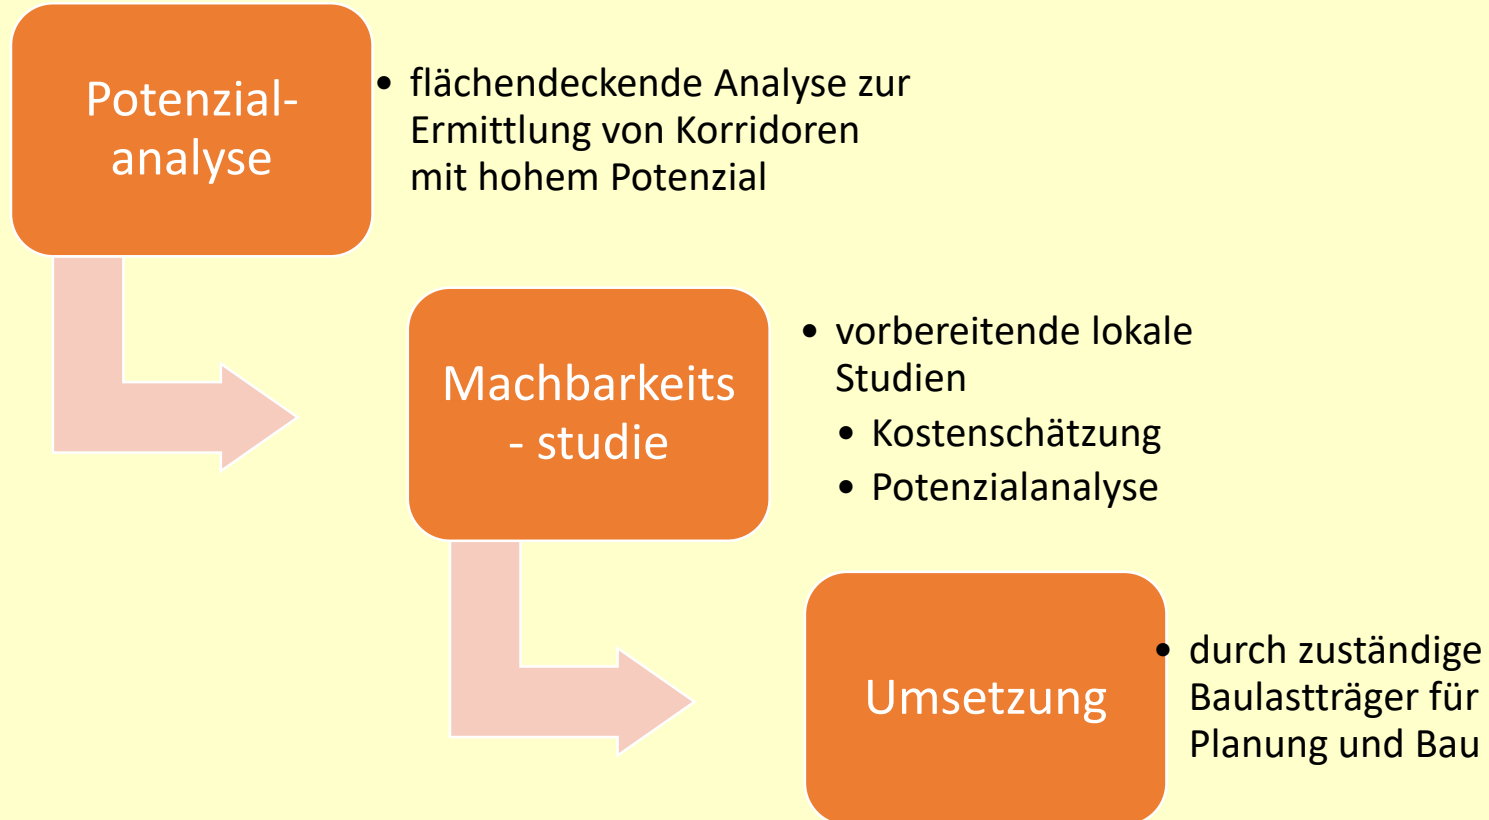 Potenzial-
analyse
• flächendeckende Analyse zur
Ermittlung von Korridoren
mit hohem Potenzial
Machbarkeits
- studie
• vorbereitende lokale
Studien
• Kostenschätzung
• Potenzialanalyse
Umsetzung
• durch zuständige
Baulastträger für
Planung und Bau